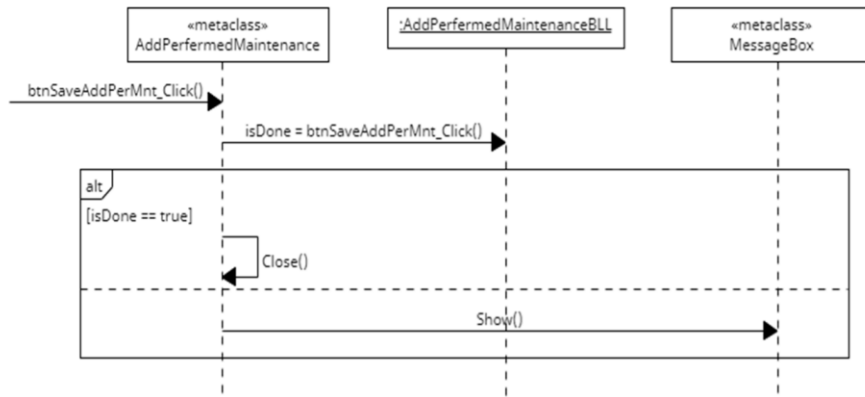 «metaclass»
AddPerfermedMaintenance
:AddPerfermedMaintenanceBLL
«metaclass»
MessageBox
btnSaveAddPerMnt_Click()
isDone = btnSaveAddPerMnt_Click()
alt
[isDone == true]
Close()
Show()